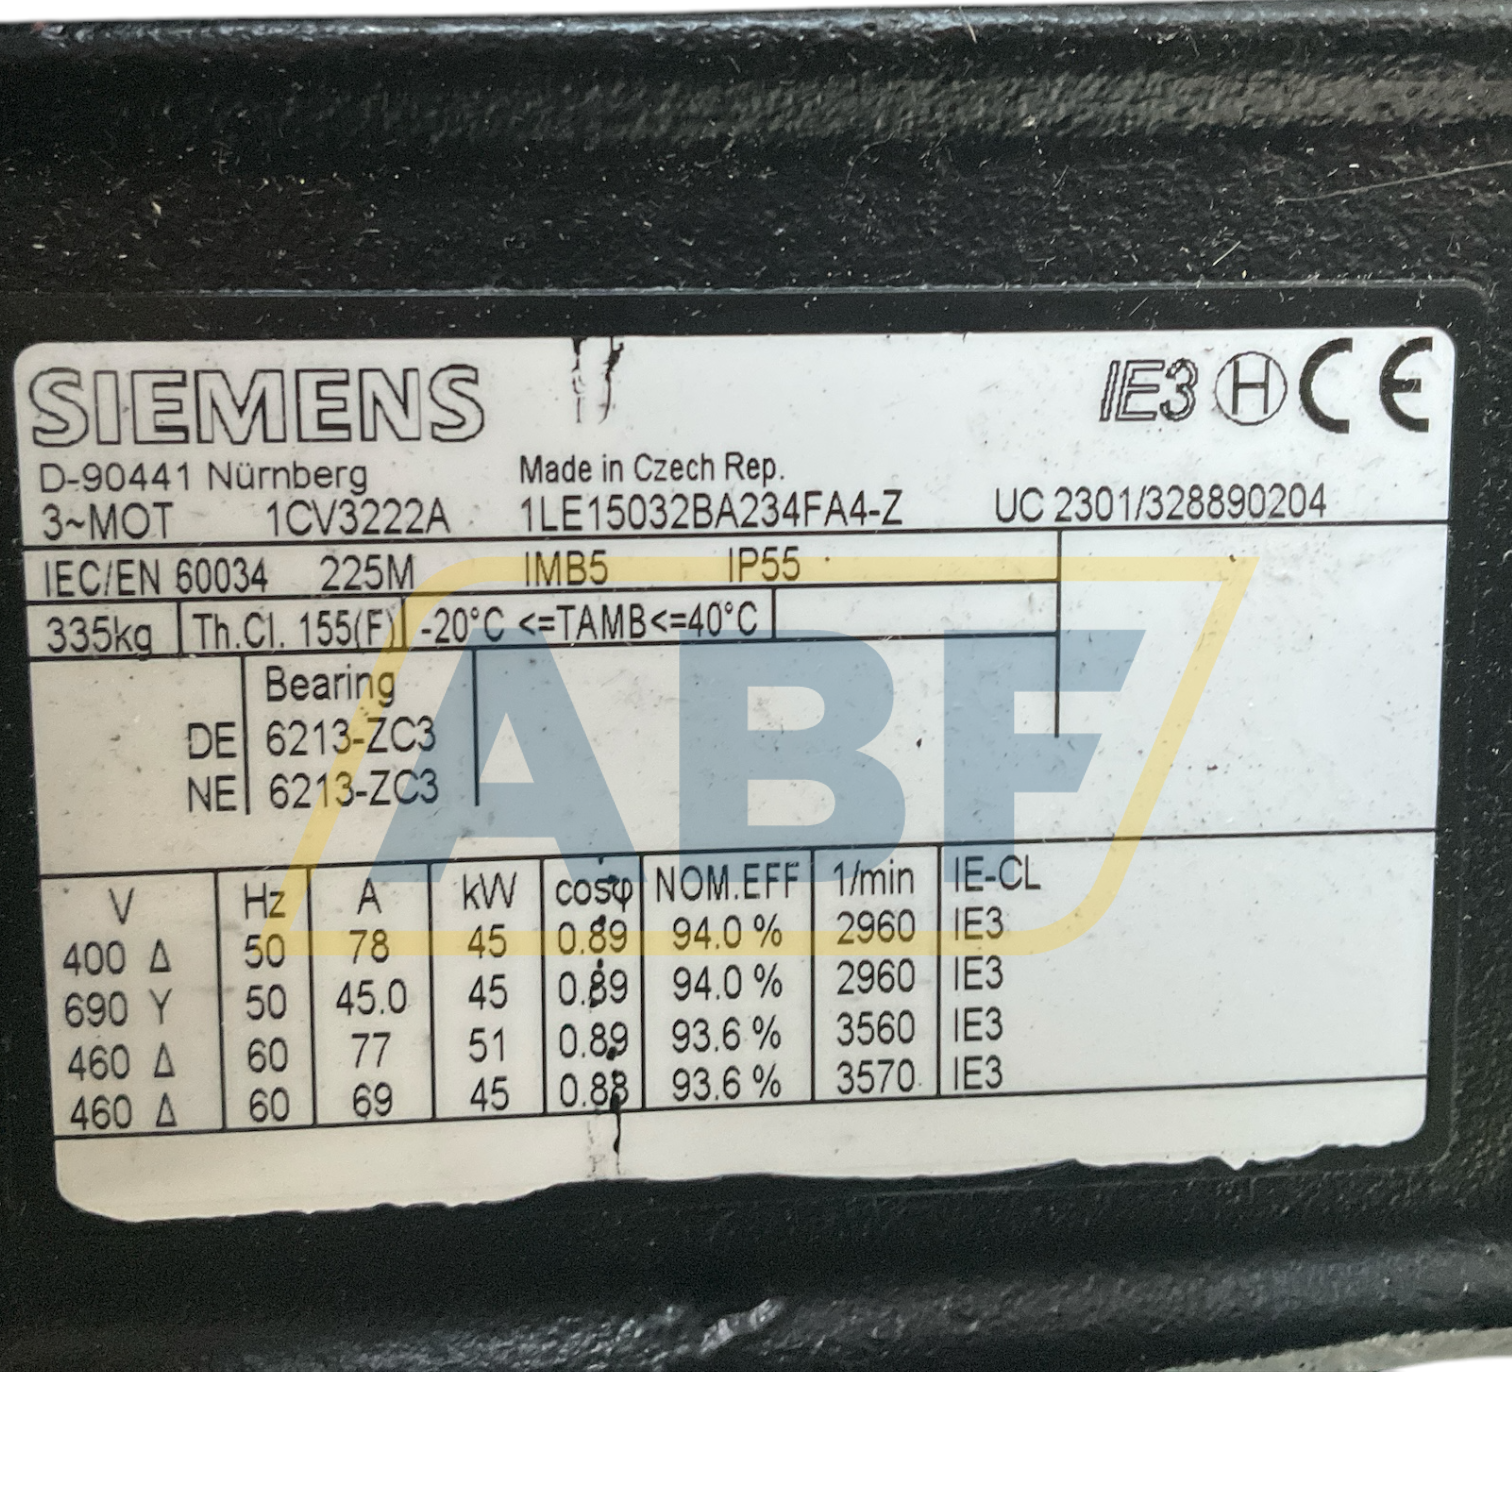 SIEMENS IE3 H CE
D-90441 Nürnberg Made in Czech Rep.
3~MOT 1CV3222A 1LE15032BA234FA4-Z UC 2301/328890204
IEC/EN 60034 225M IMB5 IP55
335kg Th.Cl. 155(F) -20°C <=TAMB<=40°C
Bearing
DE 6213-ZC3
NE 6213-ZC3
ABF
V Hz A kW cosφ NOM.EFF 1/min IE-CL
400 Δ 50 78 45 0.89 94.0 % 2960 IE3
690 Y 50 45.0 45 0.89 94.0 % 2960 IE3
460 Δ 60 77 51 0.89 93.6 % 3560 IE3
460 Δ 60 69 45 0.88 93.6 % 3570 IE3